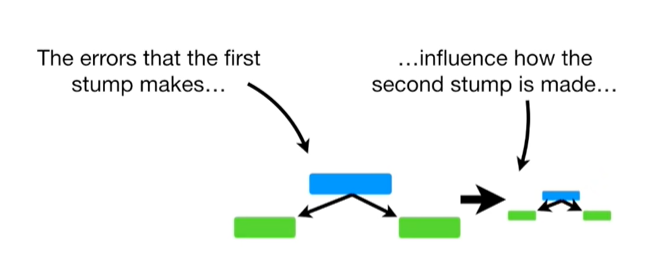 The errors that the first
stump makes…
…influence how the
second stump is made…